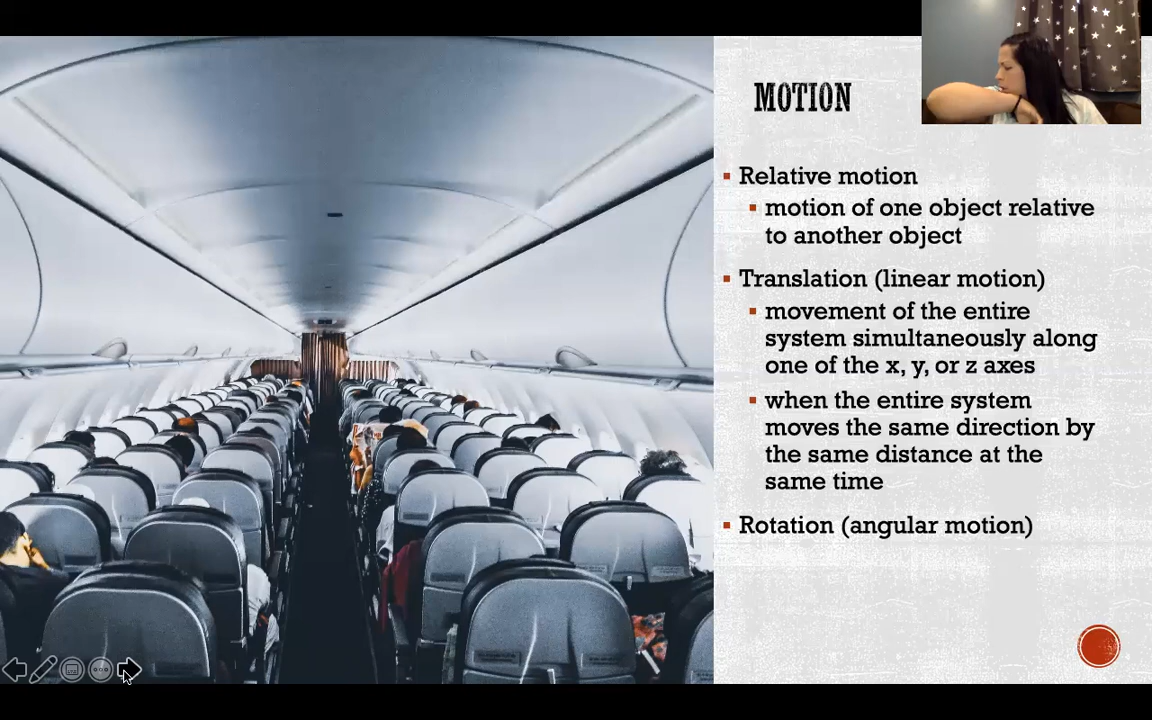 MOTION
Relative motion
motion of one object relative
to another object
Translation (linear motion)
movement of the entire
system simultaneously along
one of the x, y, or z axes
when the entire system
moves the same direction by
the same distance at the
same time
Rotation (angular motion)